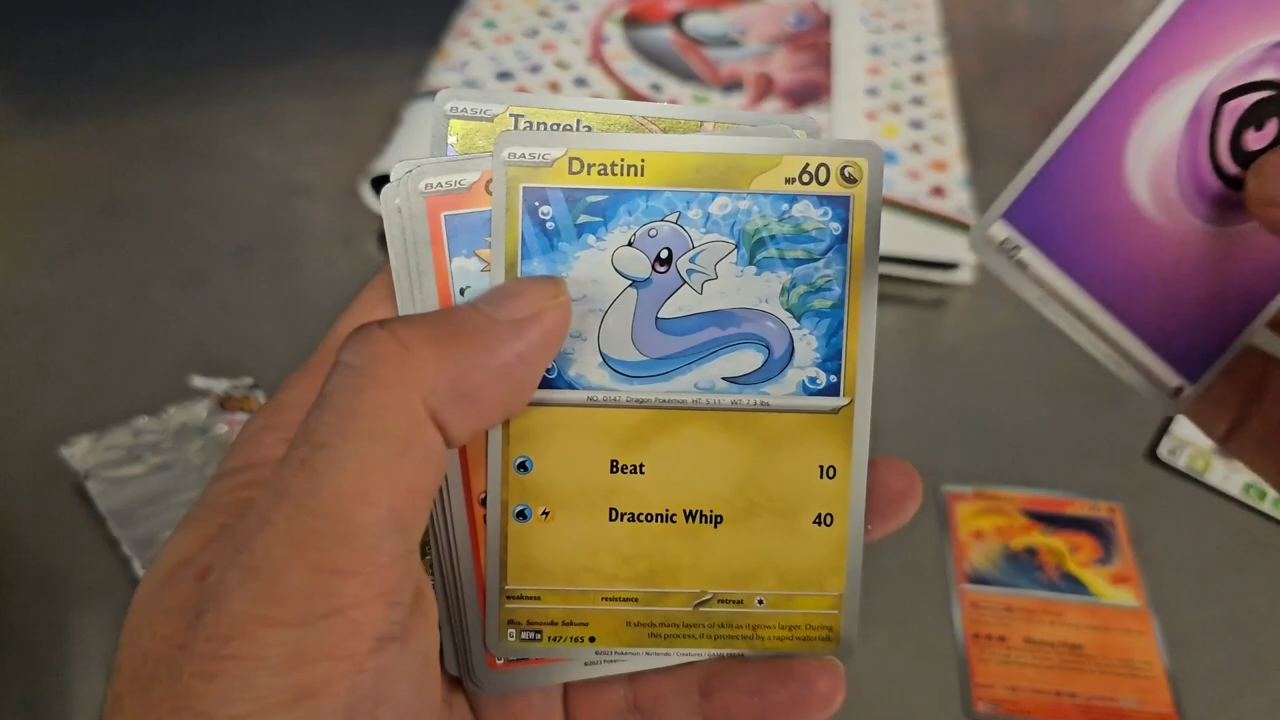 BASIC
Tangela
BASIC
BASIC
Dratini
HP 60
NO. 0147 Dragon Pokémon HT: 5'11" WT: 7.3 lbs.
Beat 10
Draconic Whip 40
weakness resistance retreat
Illus. Sanosuke Sakuma
It sheds many layers of skin as it grows larger. During
this process, it is protected by a rapid waterfall.
G MEW EN 147/165
©2023 Pokémon / Nintendo / Creatures / GAME FREAK
©2023 Pokémon